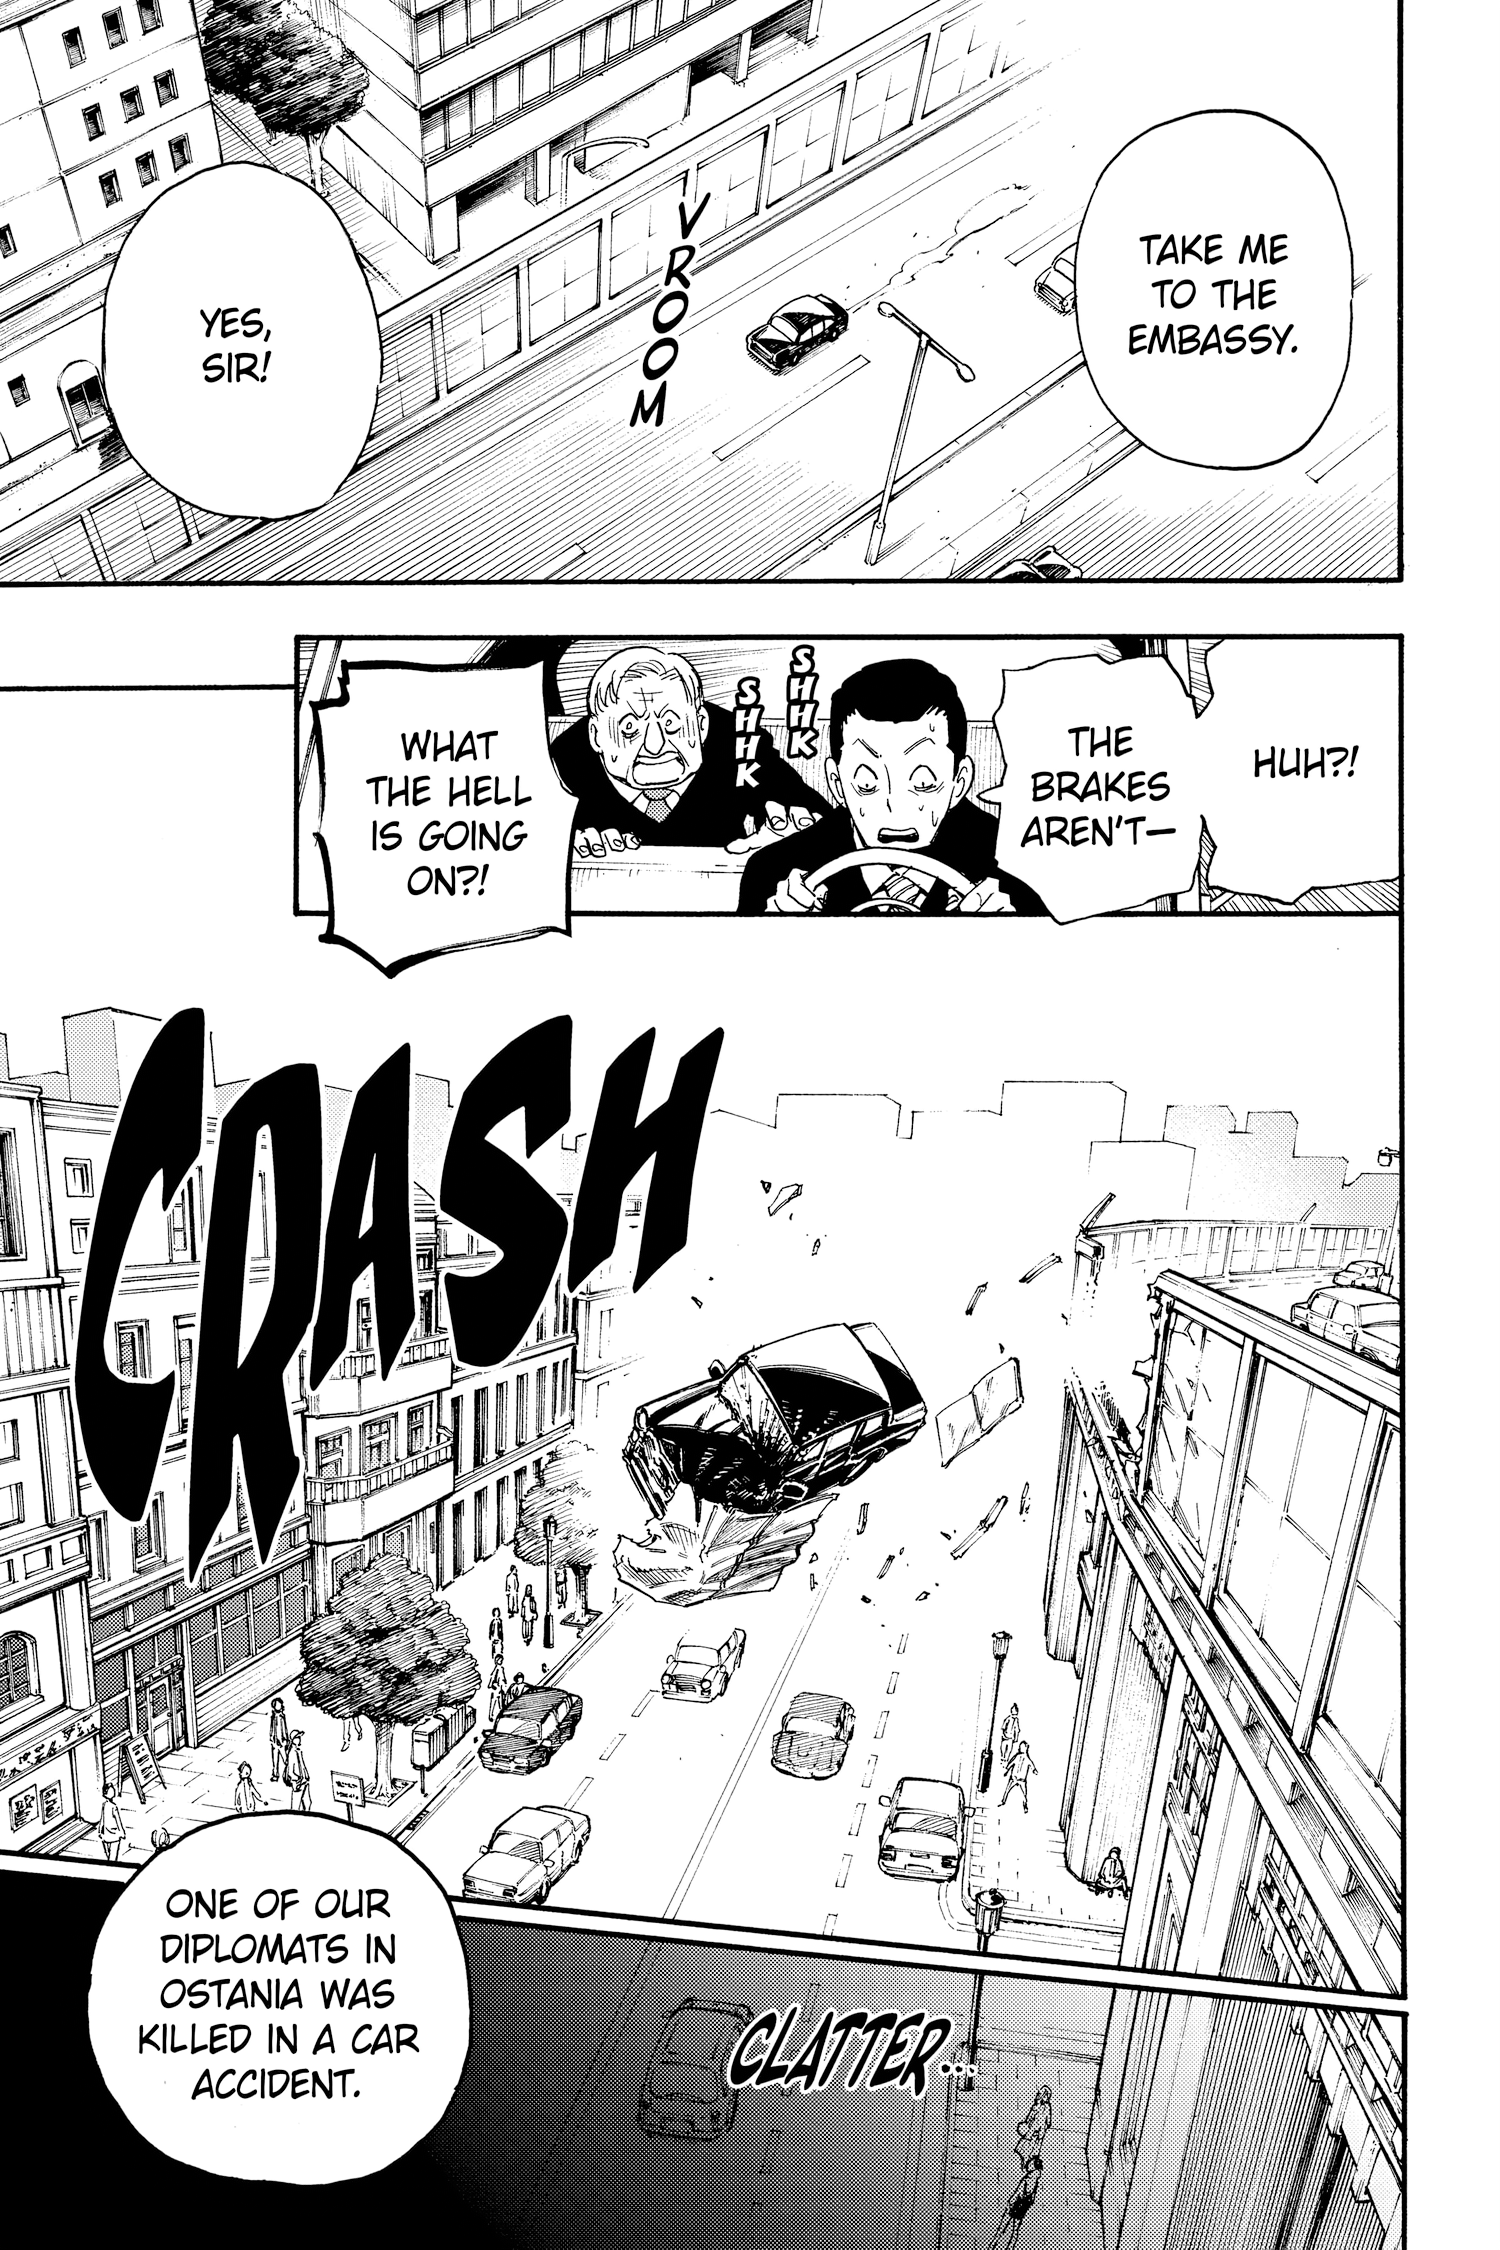 TAKE ME
TO THE
EMBASSY.
VROOM
YES,
SIR!
HUH?!
THE
BRAKES
AREN'T—
SHHK
SHHK
WHAT
THE HELL
IS GOING
ON?!
CRASH
CLATTER...
ONE OF OUR
DIPLOMATS IN
OSTANIA WAS
KILLED IN A CAR
ACCIDENT.